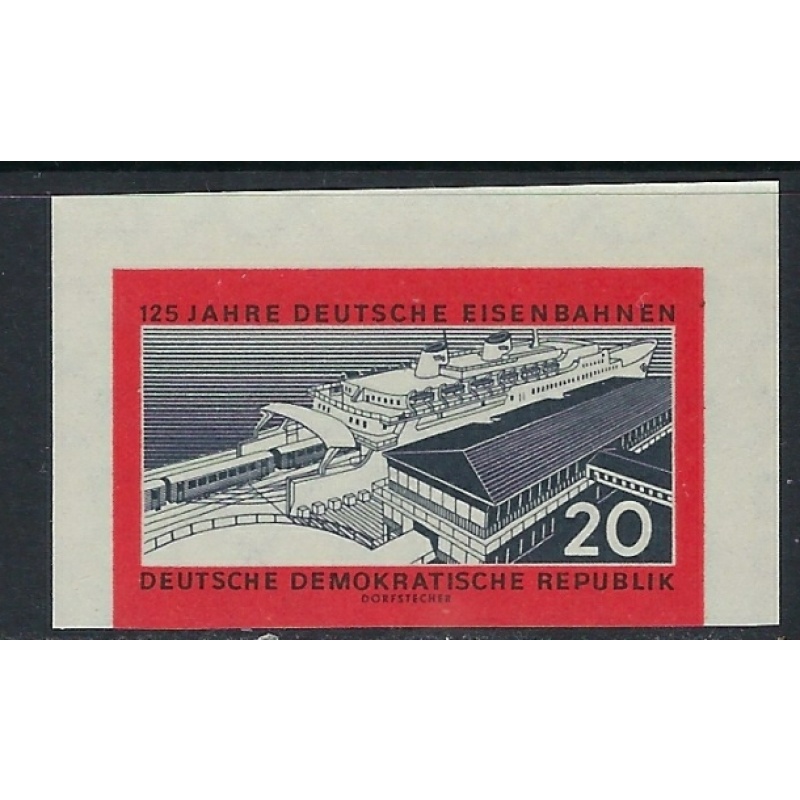 125 JAHRE DEUTSCHE EISENBAHNEN
20
DEUTSCHE DEMOKRATISCHE REPUBLIK
DORFSTECHER